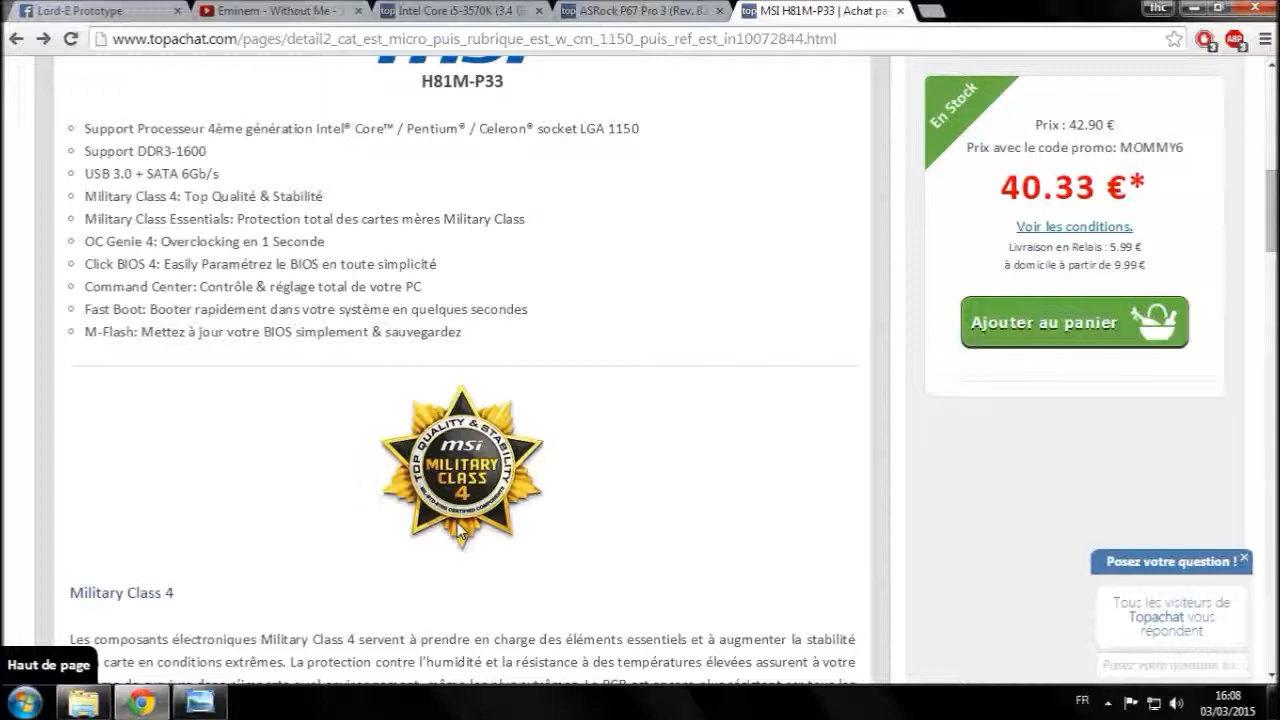 Lord-E Prototype
Eminem - Without Me -
Intel Core i5-3570K (3.4 G
ASRock P67 Pro 3 (Rev. B
MSI H81M-P33 | Achat pa
www.topachat.com/pages/detail2_cat_est_micro_puis_rubrique_est_w_cm_1150_puis_ref_est_in10072844.html
H81M-P33
Support Processeur 4ème génération Intel® Core™ / Pentium® / Celeron® socket LGA 1150
Support DDR3-1600
USB 3.0 + SATA 6Gb/s
Military Class 4: Top Qualité & Stabilité
Military Class Essentials: Protection total des cartes mères Military Class
OC Genie 4: Overclocking en 1 Seconde
Click BIOS 4: Easily Paramétrez le BIOS en toute simplicité
Command Center: Contrôle & réglage total de votre PC
Fast Boot: Booter rapidement dans votre système en quelques secondes
M-Flash: Mettez à jour votre BIOS simplement & sauvegardez
TOP QUALITY & STABILITY
msi
MILITARY
CLASS
4
Military Class 4
Les composants électroniques Military Class 4 servent à prendre en charge des éléments essentiels et à augmenter la stabilité
carte en conditions extrêmes. La protection contre l'humidité et la résistance à des températures élevées assurent à votre
Haut de page
En Stock
Prix : 42.90 €
Prix avec le code promo: MOMMY6
40.33 €*
Voir les conditions.
Livraison en Relais : 5.99 €
à domicile à partir de 9.99 €
Ajouter au panier
Posez votre question !
Tous les visiteurs de
Topachat vous
répondent
Posez votre question
FR
16:08
03/03/2015